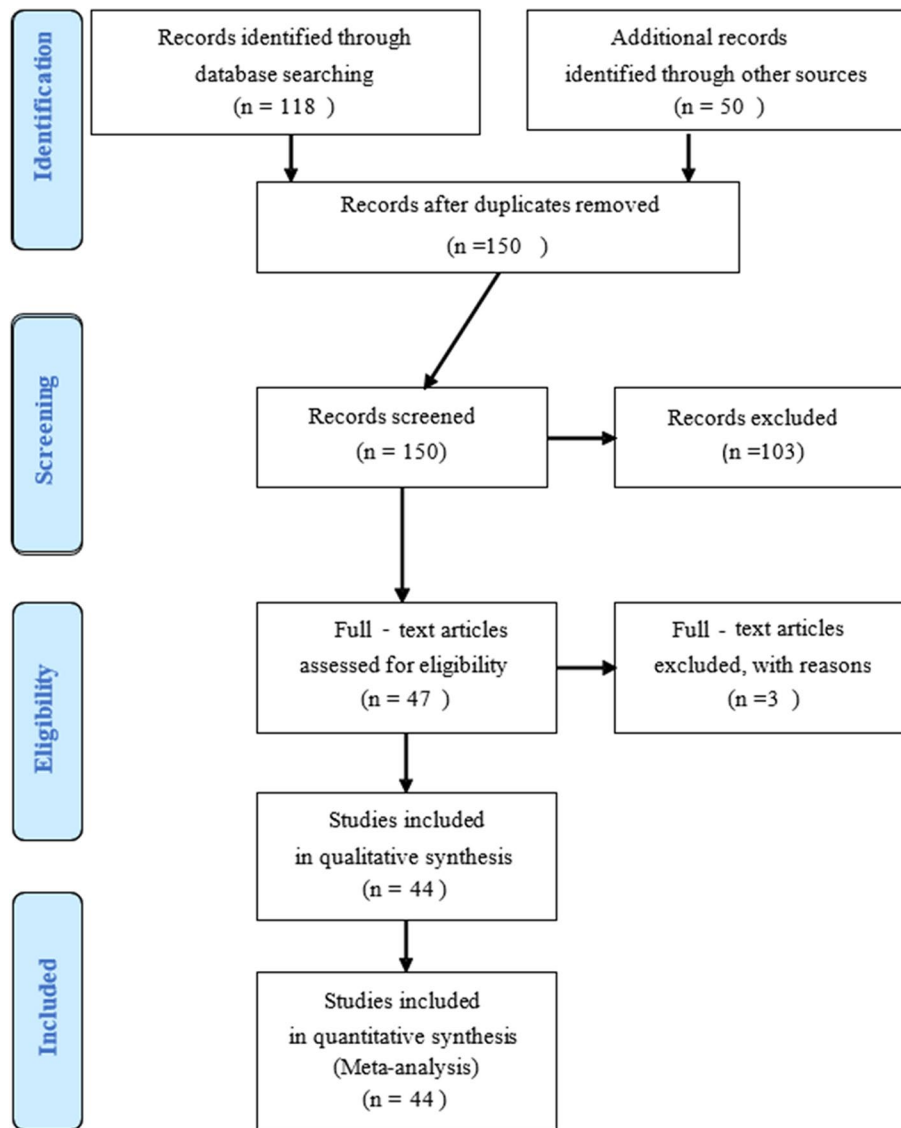 Identification
Records identified through
database searching
(n = 118 )
Additional records
identified through other sources
(n = 50 )
Records after duplicates removed
(n =150 )
Screening
Records screened
(n = 150)
Records excluded
(n =103)
Eligibility
Full - text articles
assessed for eligibility
(n = 47 )
Full - text articles
excluded, with reasons
(n =3 )
Studies included
in qualitative synthesis
(n = 44 )
Included
Studies included
in quantitative synthesis
(Meta-analysis)
(n = 44 )